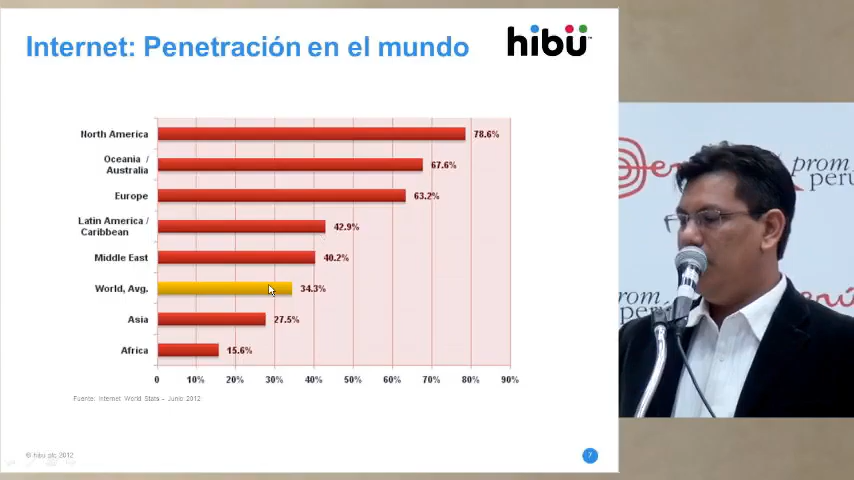 Internet: Penetración en el mundo
hibü
North America
78.6%
Oceania /
Australia
67.6%
Europe
63.2%
Latin America /
Caribbean
42.9%
Middle East
40.2%
World, Avg.
34.3%
Asia
27.5%
Africa
15.6%
0 10% 20% 30% 40% 50% 60% 70% 80% 90%
Fuente: Internet World Stats – Junio 2012
© hibu plc 2012
7
prom
perú